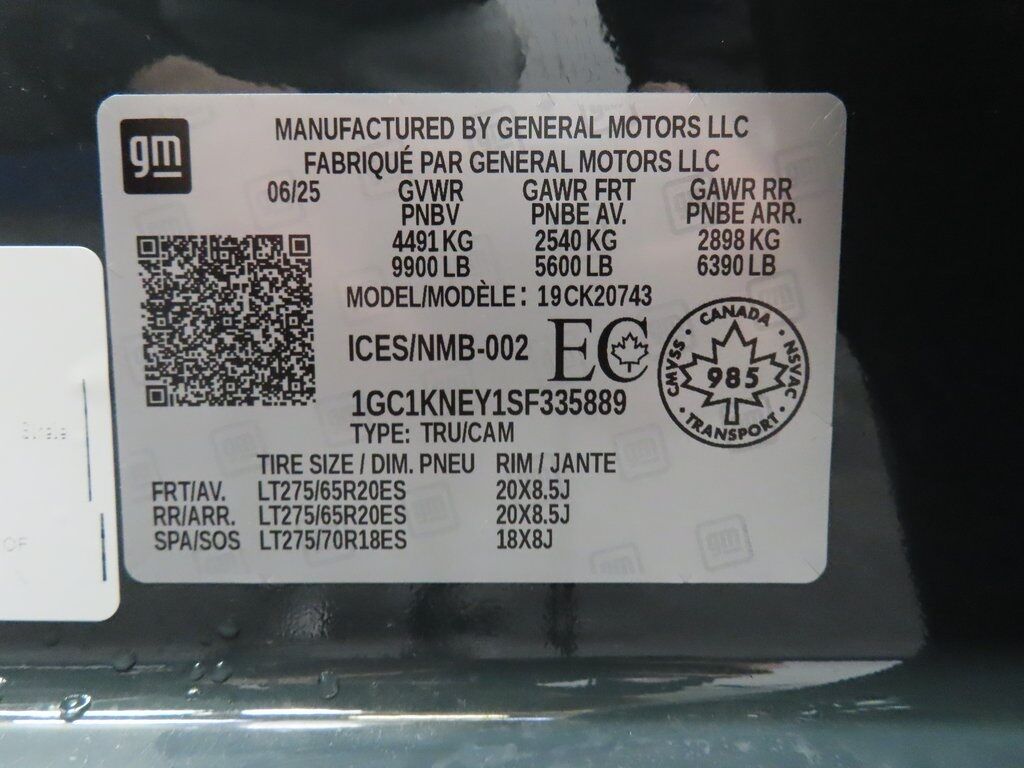 gm
MANUFACTURED BY GENERAL MOTORS LLC
FABRIQUÉ PAR GENERAL MOTORS LLC
06/25 GVWR GAWR FRT GAWR RR
PNBV PNBE AV. PNBE ARR.
4491 KG 2540 KG 2898 KG
9900 LB 5600 LB 6390 LB
MODEL/MODÈLE: 19CK20743
ICES/NMB-002 EC
CANADA
CMVSS · NSVAC
985
TRANSPORT
1GC1KNEY1SF335889
TYPE: TRU/CAM
TIRE SIZE / DIM. PNEU RIM / JANTE
FRT/AV. LT275/65R20ES 20X8.5J
RR/ARR. LT275/65R20ES 20X8.5J
SPA/SOS LT275/70R18ES 18X8J
OF